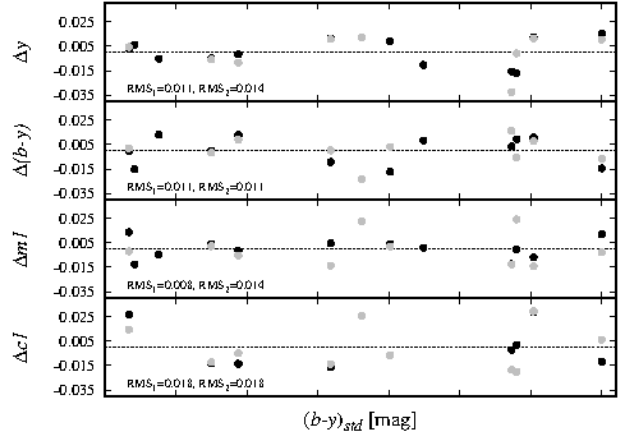 0.025
0.005
-0.015
-0.035
Δy
RMS₁=0.011, RMS₂=0.014
0.025
0.005
-0.015
-0.035
Δ(b-y)
RMS₁=0.011, RMS₂=0.011
0.025
0.005
-0.015
-0.035
Δm1
RMS₁=0.008, RMS₂=0.014
0.025
0.005
-0.015
-0.035
Δc1
RMS₁=0.018, RMS₂=0.018
(b-y)std [mag]